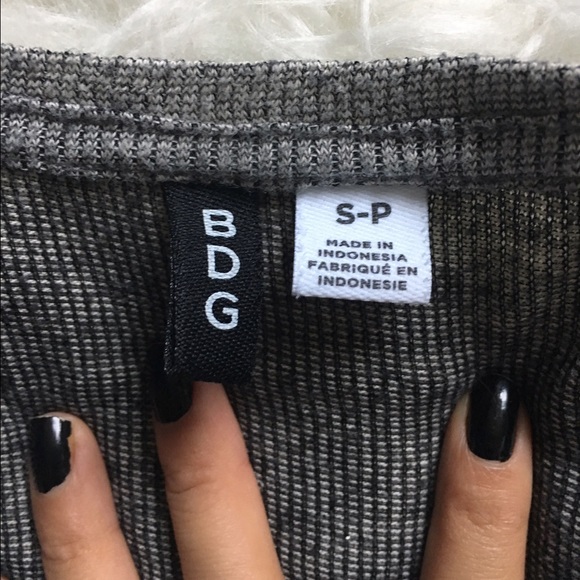 B
D
G
S-P
MADE IN
INDONESIA
FABRIQUÉ EN
INDONESIE